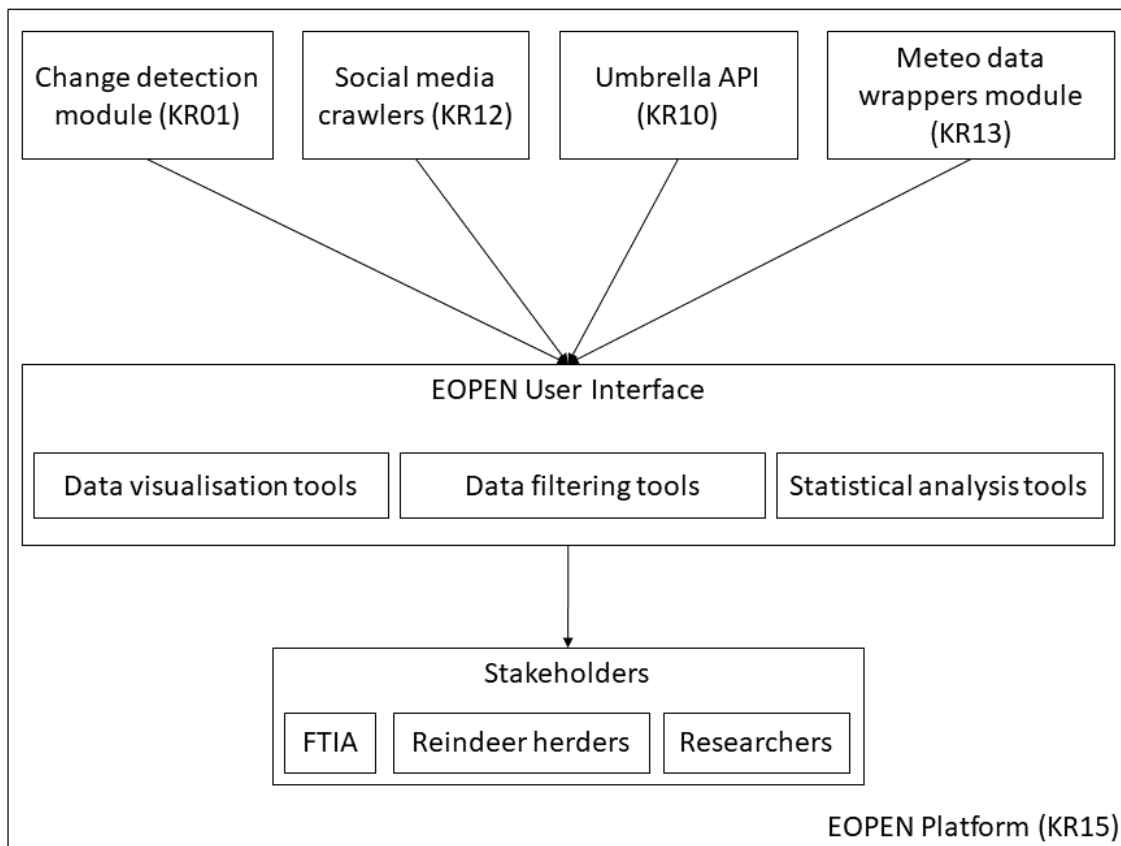 Change detection
module (KR01)
Social media
crawlers (KR12)
Umbrella API
(KR10)
Meteo data
wrappers module
(KR13)
EOPEN User Interface
Data visualisation tools
Data filtering tools
Statistical analysis tools
Stakeholders
FTIA
Reindeer herders
Researchers
EOPEN Platform (KR15)